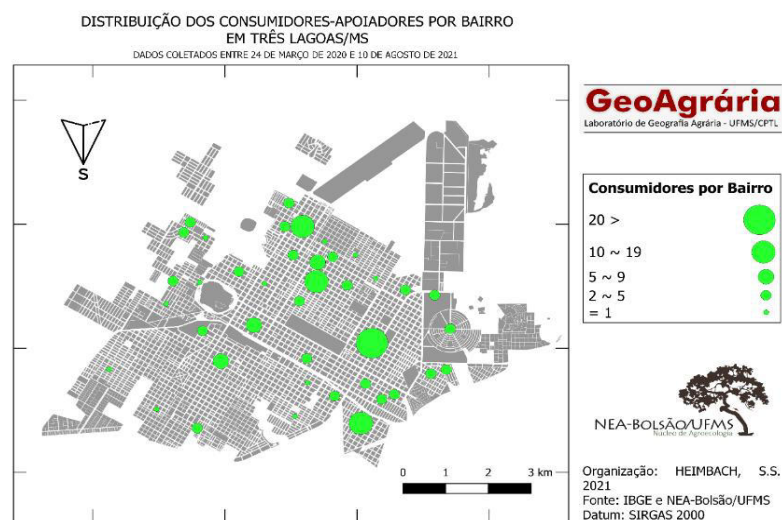 DISTRIBUIÇÃO DOS CONSUMIDORES-APOIADORES POR BAIRRO
EM TRÊS LAGOAS/MS
DADOS COLETADOS ENTRE 24 DE MARÇO DE 2020 E 10 DE AGOSTO DE 2021
S
GeoAgrária
Laboratório de Geografia Agrária - UFMS/CPTL
Consumidores por Bairro
20 >
10 ~ 19
5 ~ 9
2 ~ 5
= 1
NEA-BOLSÃO/UFMS
Núcleo de Agroecologia
0 1 2 3 km
Organização: HEIMBACH, S.S.
2021
Fonte: IBGE e NEA-Bolsão/UFMS
Datum: SIRGAS 2000